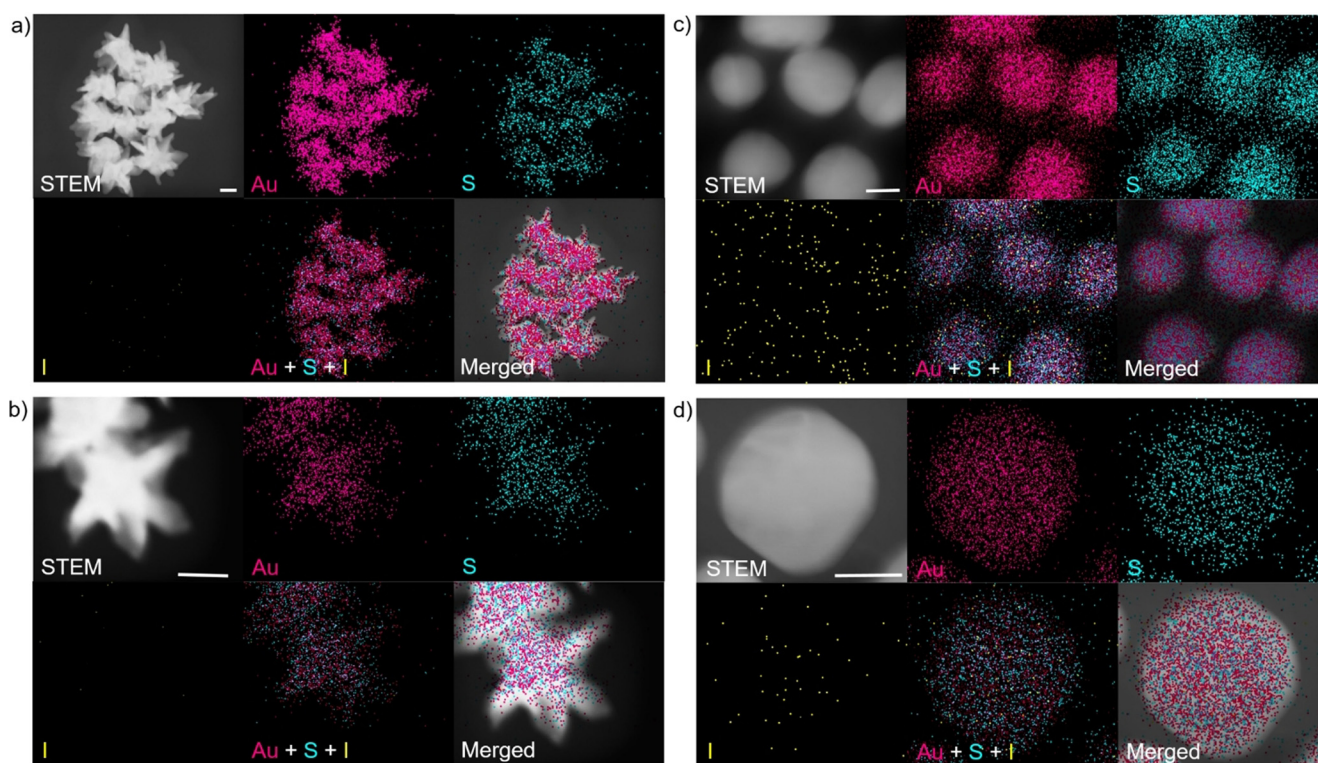 a)
STEM
Au
S
I
Au + S + I
Merged
b)
STEM
Au
S
I
Au + S + I
Merged
c)
STEM
Au
S
I
Au + S + I
Merged
d)
STEM
Au
S
I
Au + S + I
Merged